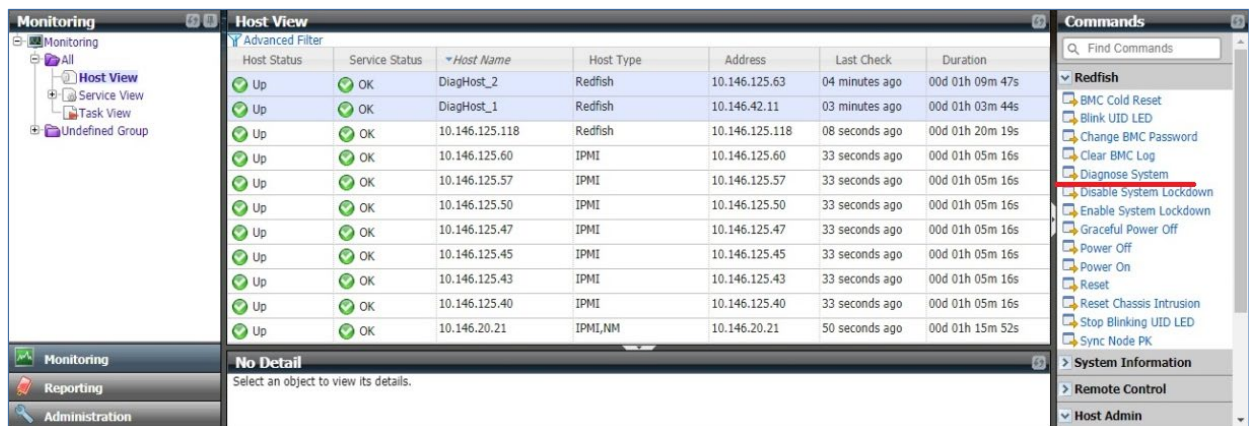 Monitoring
Monitoring
All
Host View
Service View
Task View
Undefined Group
Monitoring
Reporting
Administration
Host View
Advanced Filter
Host Status Service Status Host Name Host Type Address Last Check Duration
Up OK DiagHost_2 Redfish 10.146.125.63 04 minutes ago 00d 01h 09m 47s
Up OK DiagHost_1 Redfish 10.146.42.11 03 minutes ago 00d 01h 03m 44s
Up OK 10.146.125.118 Redfish 10.146.125.118 08 seconds ago 00d 01h 20m 19s
Up OK 10.146.125.60 IPMI 10.146.125.60 33 seconds ago 00d 01h 05m 16s
Up OK 10.146.125.57 IPMI 10.146.125.57 33 seconds ago 00d 01h 05m 16s
Up OK 10.146.125.50 IPMI 10.146.125.50 33 seconds ago 00d 01h 05m 16s
Up OK 10.146.125.47 IPMI 10.146.125.47 33 seconds ago 00d 01h 05m 16s
Up OK 10.146.125.45 IPMI 10.146.125.45 33 seconds ago 00d 01h 05m 16s
Up OK 10.146.125.43 IPMI 10.146.125.43 33 seconds ago 00d 01h 05m 16s
Up OK 10.146.125.40 IPMI 10.146.125.40 33 seconds ago 00d 01h 05m 16s
Up OK 10.146.20.21 IPMI,NM 10.146.20.21 50 seconds ago 00d 01h 15m 52s
No Detail
Select an object to view its details.
Commands
Find Commands
Redfish
BMC Cold Reset
Blink UID LED
Change BMC Password
Clear BMC Log
Diagnose System
Disable System Lockdown
Enable System Lockdown
Graceful Power Off
Power Off
Power On
Reset
Reset Chassis Intrusion
Stop Blinking UID LED
Sync Node PK
System Information
Remote Control
Host Admin